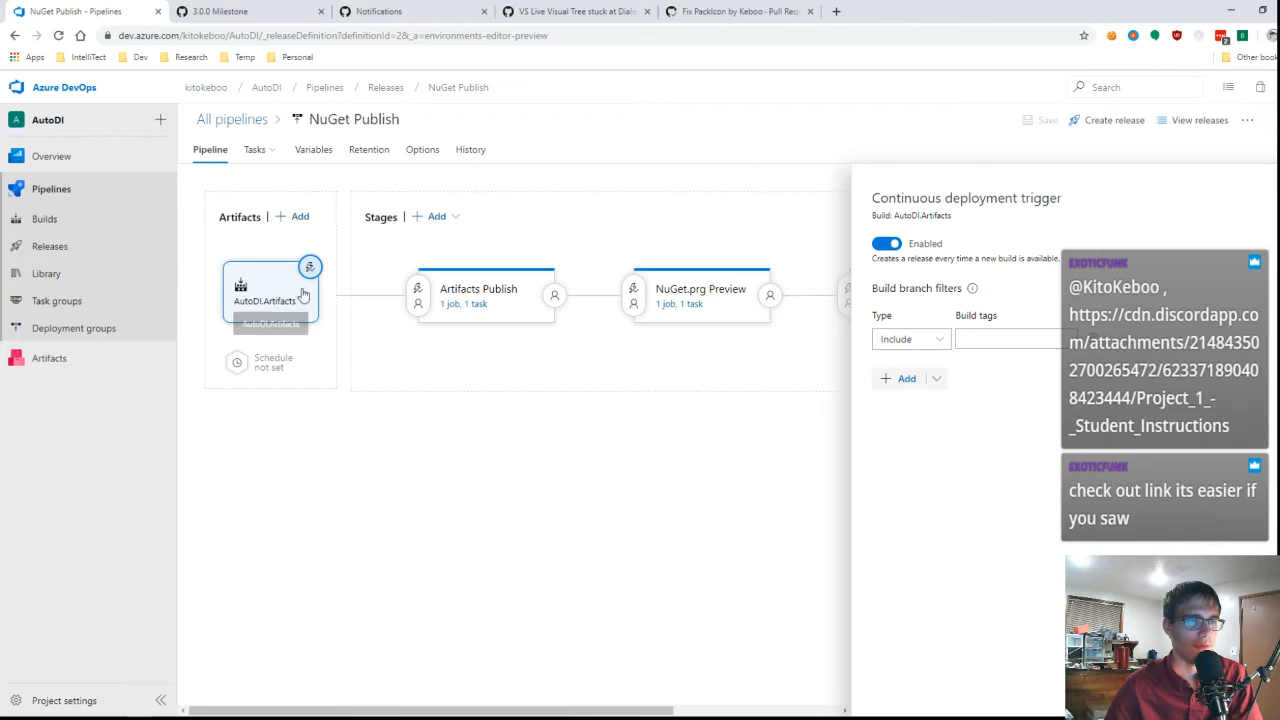 NuGet Publish - Pipelines
3.0.0 Milestone
Notifications
VS Live Visual Tree stuck at Dialo
Fix PackIcon by Keboo · Pull Req
dev.azure.com/kitokeboo/AutoDI/_releaseDefinition?definitionId=2&_a=environments-editor-preview
Apps
IntelliTect
Dev
Research
Temp
Personal
Other book
Azure DevOps
kitokeboo / AutoDI / Pipelines / Releases / NuGet Publish
Search
A AutoDI
Overview
Pipelines
Builds
Releases
Library
Task groups
Deployment groups
Artifacts
Project settings
All pipelines > NuGet Publish
Save
Create release
View releases
Pipeline
Tasks
Variables
Retention
Options
History
Artifacts | + Add
AutoDI.Artifacts
AutoDI.Artifacts
Schedule
not set
Stages | + Add
Artifacts Publish
1 job, 1 task
NuGet.prg Preview
1 job, 1 task
Continuous deployment trigger
Build: AutoDI.Artifacts
Enabled
Creates a release every time a new build is available.
Build branch filters
Type
Build tags
Include
+ Add
EXOTICFUNK
@KitoKeboo ,
https://cdn.discordapp.co
m/attachments/21484350
2700265472/62337189040
8423444/Project_1_-
_Student_Instructions
EXOTICFUNK
check out link its easier if
you saw